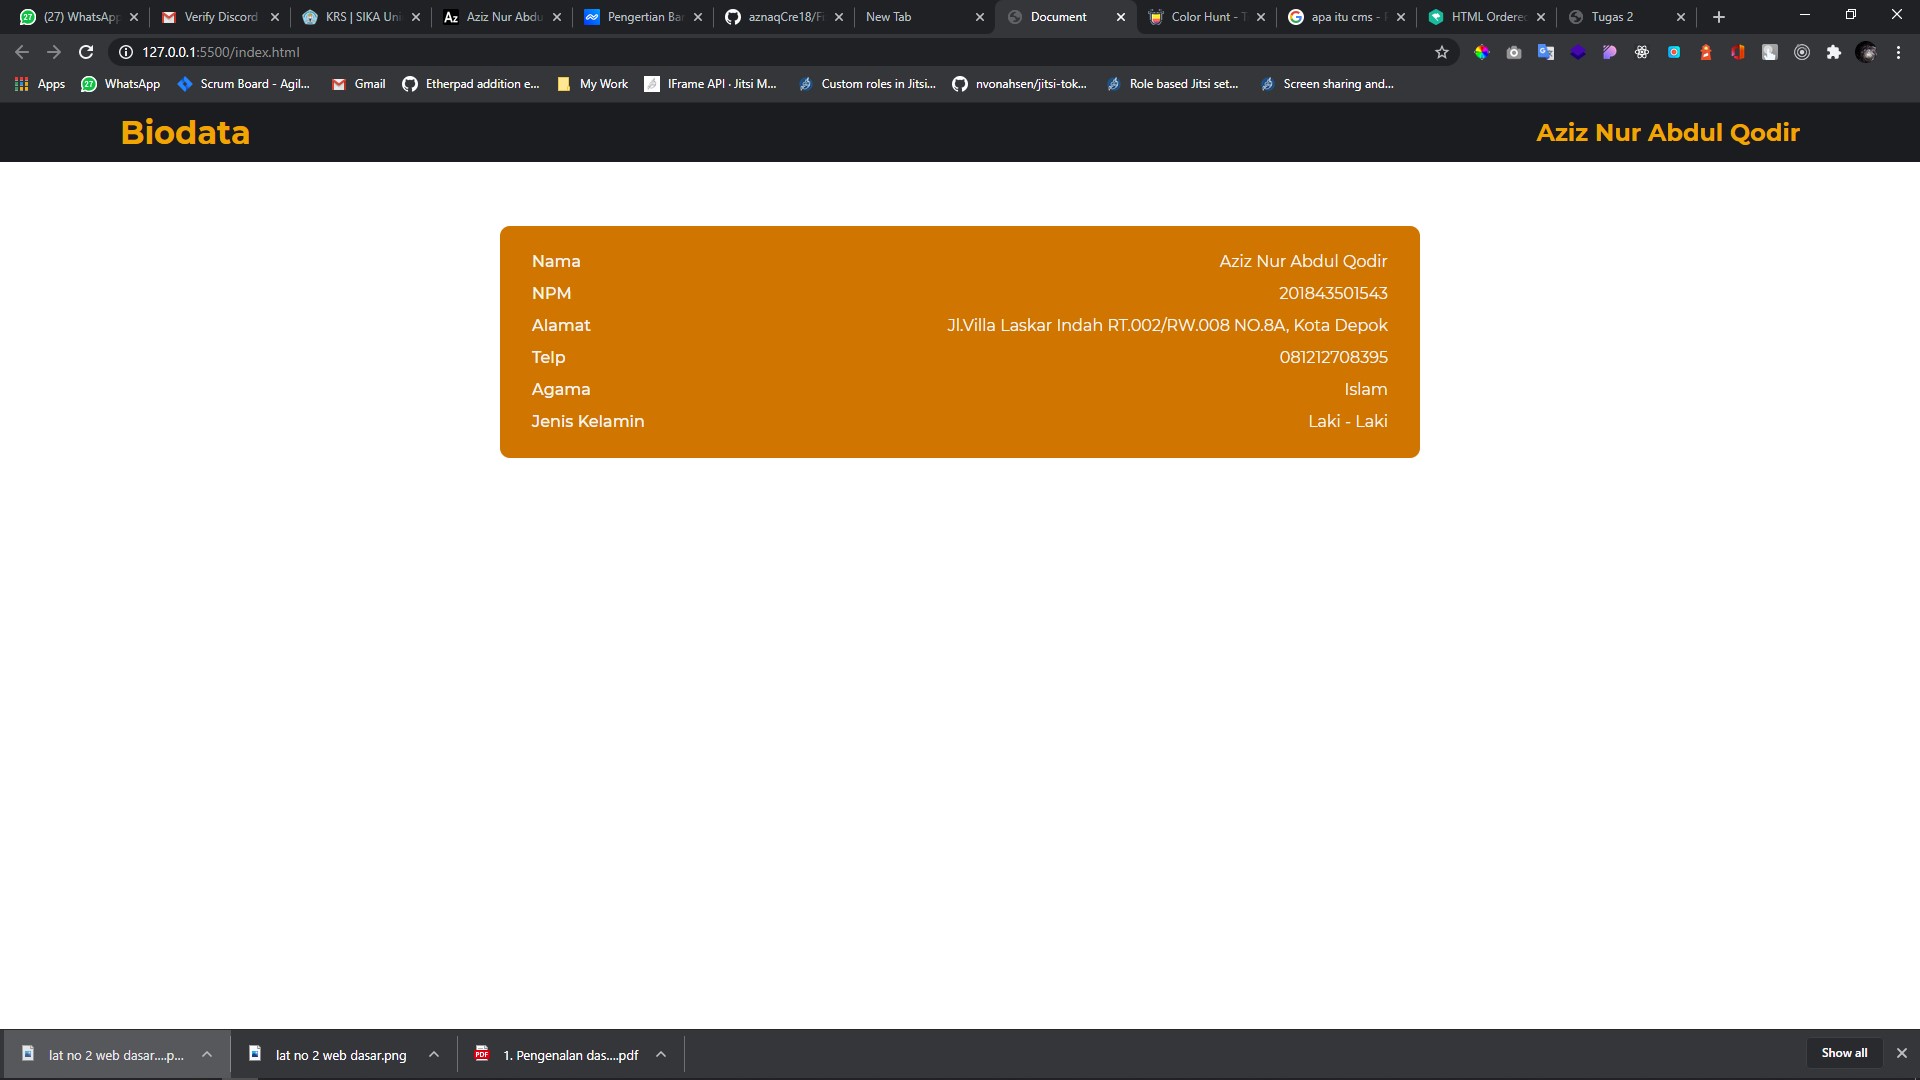 (27) WhatsApp
Verify Discord
KRS | SIKA Uni
Aziz Nur Abdu
Pengertian Ba
aznaqCre18/Fi
New Tab
Document
Color Hunt - T
apa itu cms -
HTML Ordered
Tugas 2
127.0.0.1:5500/index.html
Apps
WhatsApp
Scrum Board - Agil...
Gmail
Etherpad addition e...
My Work
IFrame API · Jitsi M...
Custom roles in Jitsi...
nvonahsen/jitsi-tok...
Role based Jitsi set...
Screen sharing and...
Biodata
Aziz Nur Abdul Qodir
Nama Aziz Nur Abdul Qodir
NPM 201843501543
Alamat Jl.Villa Laskar Indah RT.002/RW.008 NO.8A, Kota Depok
Telp 081212708395
Agama Islam
Jenis Kelamin Laki - Laki
lat no 2 web dasar....p...
lat no 2 web dasar.png
1. Pengenalan das....pdf
Show all